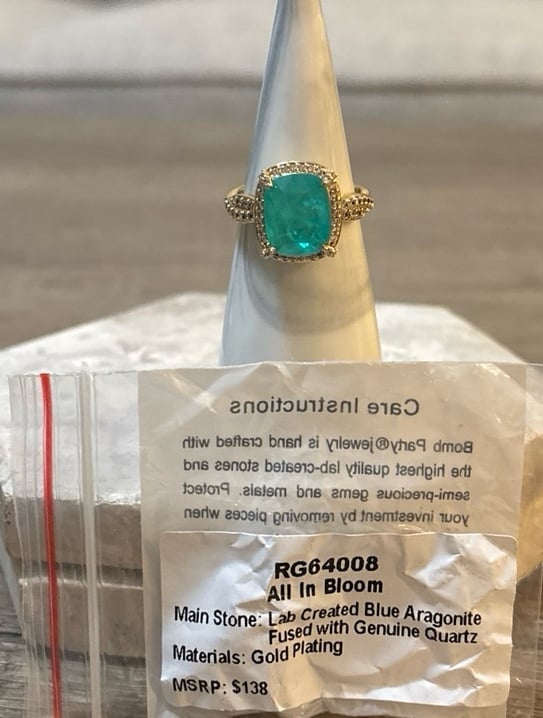 Care Instructions
Bomb Party® jewelry is hand crafted with
the highest quality lab-created stones and
semi-precious gems and metals. Protect
your investment by removing pieces when
RG64008
All In Bloom
Main Stone: Lab Created Blue Aragonite
Fused with Genuine Quartz
Materials: Gold Plating
MSRP: $138